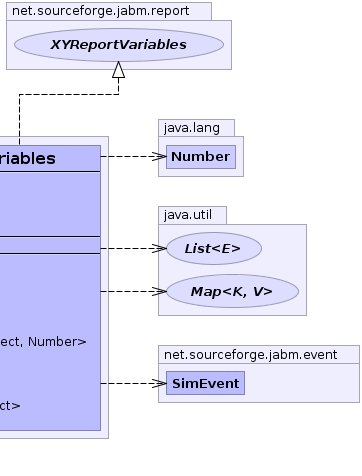 net.sourceforge.jabm.report
XYReportVariables
java.lang
riables
Number
java.util
List<E>
Map<K, V>
ect, Number>
net.sourceforge.jabm.event
SimEvent
ct>